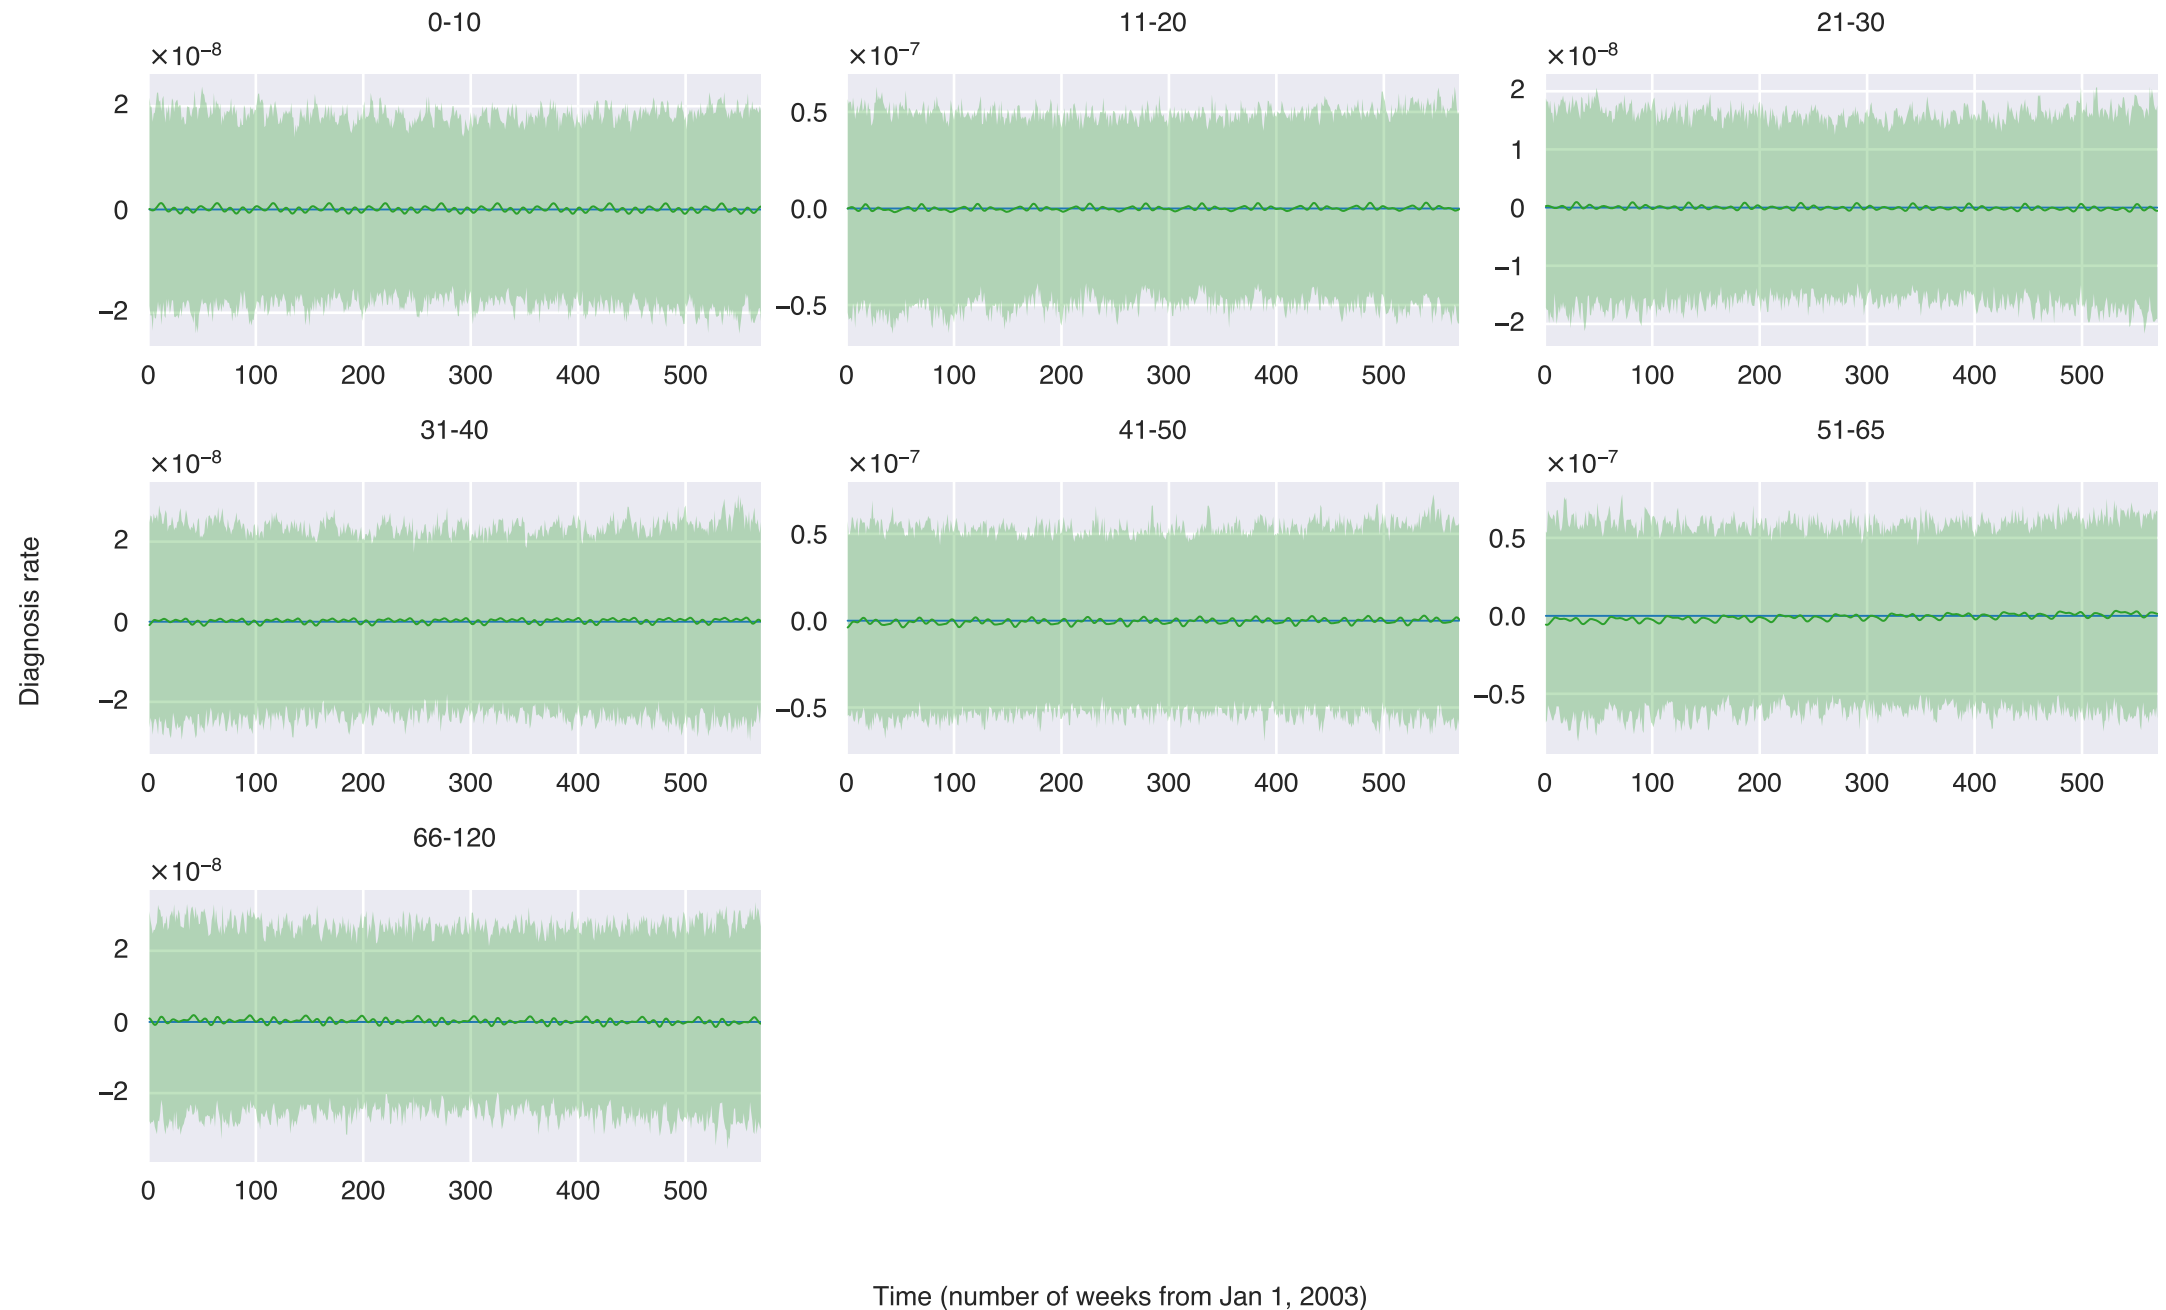 0-10 11-20 21-30
×10⁻⁸ ×10⁻⁷ ×10⁻⁸
2
0
−2
0.5
0.0
−0.5
2
1
0
−1
−2
0 100 200 300 400 500 0 100 200 300 400 500 0 100 200 300 400 500
31-40 41-50 51-65
×10⁻⁸ ×10⁻⁷ ×10⁻⁷
Diagnosis rate
2
0
−2
0.5
0.0
−0.5
0.5
0.0
−0.5
0 100 200 300 400 500 0 100 200 300 400 500 0 100 200 300 400 500
66-120
×10⁻⁸
2
0
−2
0 100 200 300 400 500
Time (number of weeks from Jan 1, 2003)